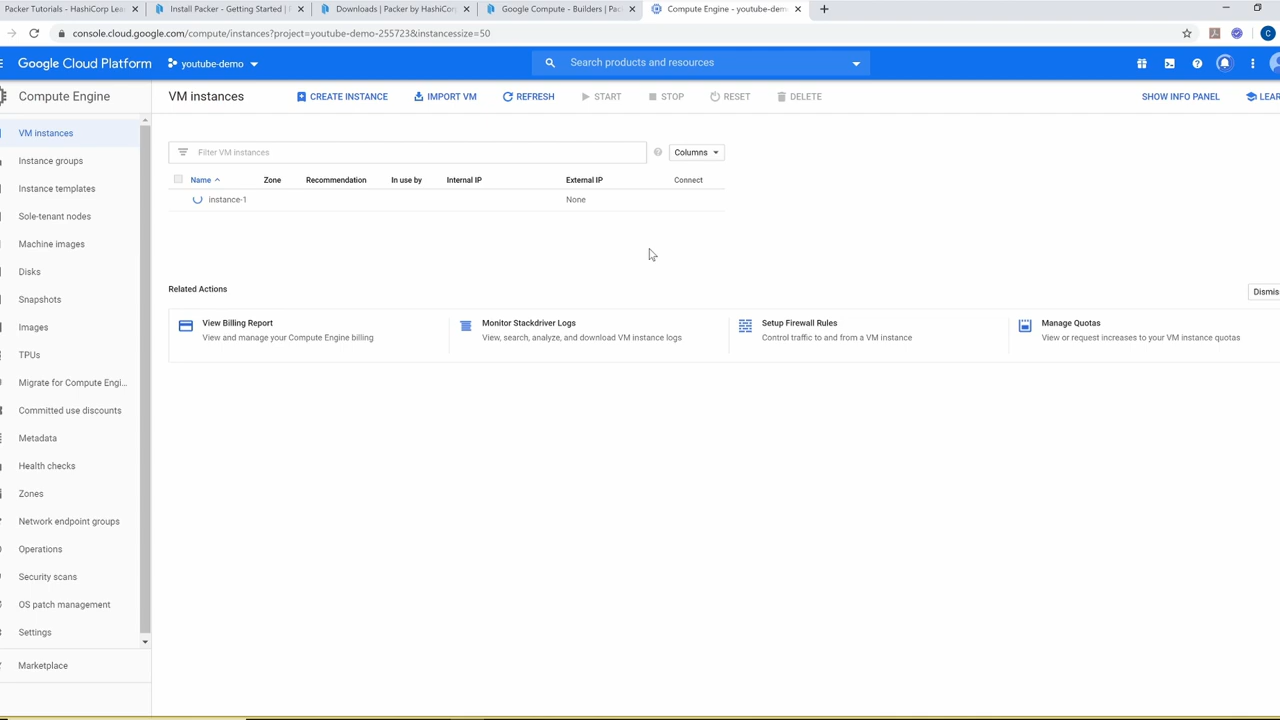 Packer Tutorials - HashiCorp Lea
Install Packer - Getting Started |
Downloads | Packer by HashiCorp
Google Compute - Builders | Pac
Compute Engine - youtube-dem
console.cloud.google.com/compute/instances?project=youtube-demo-255723&instancessize=50
C
Google Cloud Platform
youtube-demo
Search products and resources
Compute Engine
VM instances
CREATE INSTANCE
IMPORT VM
REFRESH
START
STOP
RESET
DELETE
SHOW INFO PANEL
LEAR
VM instances
Instance groups
Instance templates
Sole-tenant nodes
Machine images
Disks
Snapshots
Images
TPUs
Migrate for Compute Engi...
Committed use discounts
Metadata
Health checks
Zones
Network endpoint groups
Operations
Security scans
OS patch management
Settings
Marketplace
Filter VM instances
Columns
Name Zone Recommendation In use by Internal IP External IP Connect
instance-1 None
Related Actions
Dismis
View Billing Report
View and manage your Compute Engine billing
Monitor Stackdriver Logs
View, search, analyze, and download VM instance logs
Setup Firewall Rules
Control traffic to and from a VM instance
Manage Quotas
View or request increases to your VM instance quotas